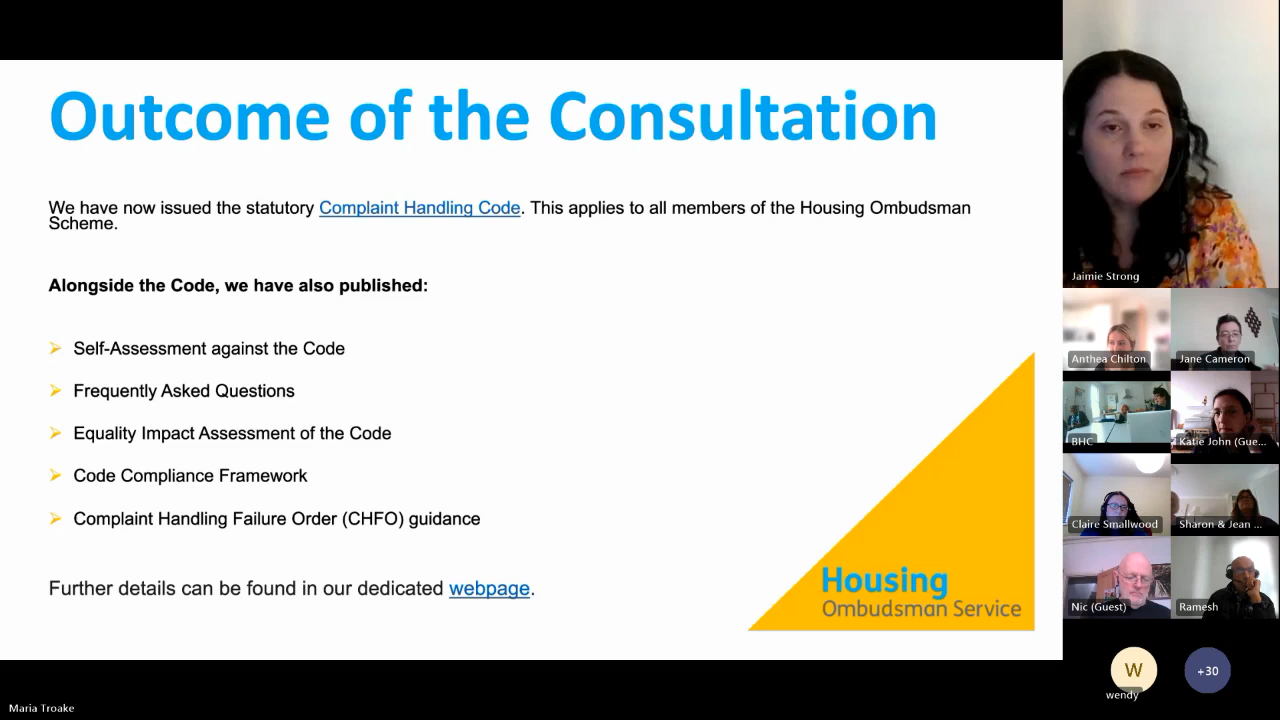 Outcome of the Consultation
We have now issued the statutory Complaint Handling Code. This applies to all members of the Housing Ombudsman
Scheme.
Alongside the Code, we have also published:
Self-Assessment against the Code
Frequently Asked Questions
Equality Impact Assessment of the Code
Code Compliance Framework
Complaint Handling Failure Order (CHFO) guidance
Further details can be found in our dedicated webpage.
Housing
Ombudsman Service
Maria Troake
Jaimie Strong
Anthea Chilton
Jane Cameron
BHC
Katie John (Gue...
Claire Smallwood
Sharon & Jean ...
Nic (Guest)
Ramesh
W
wendy
+30